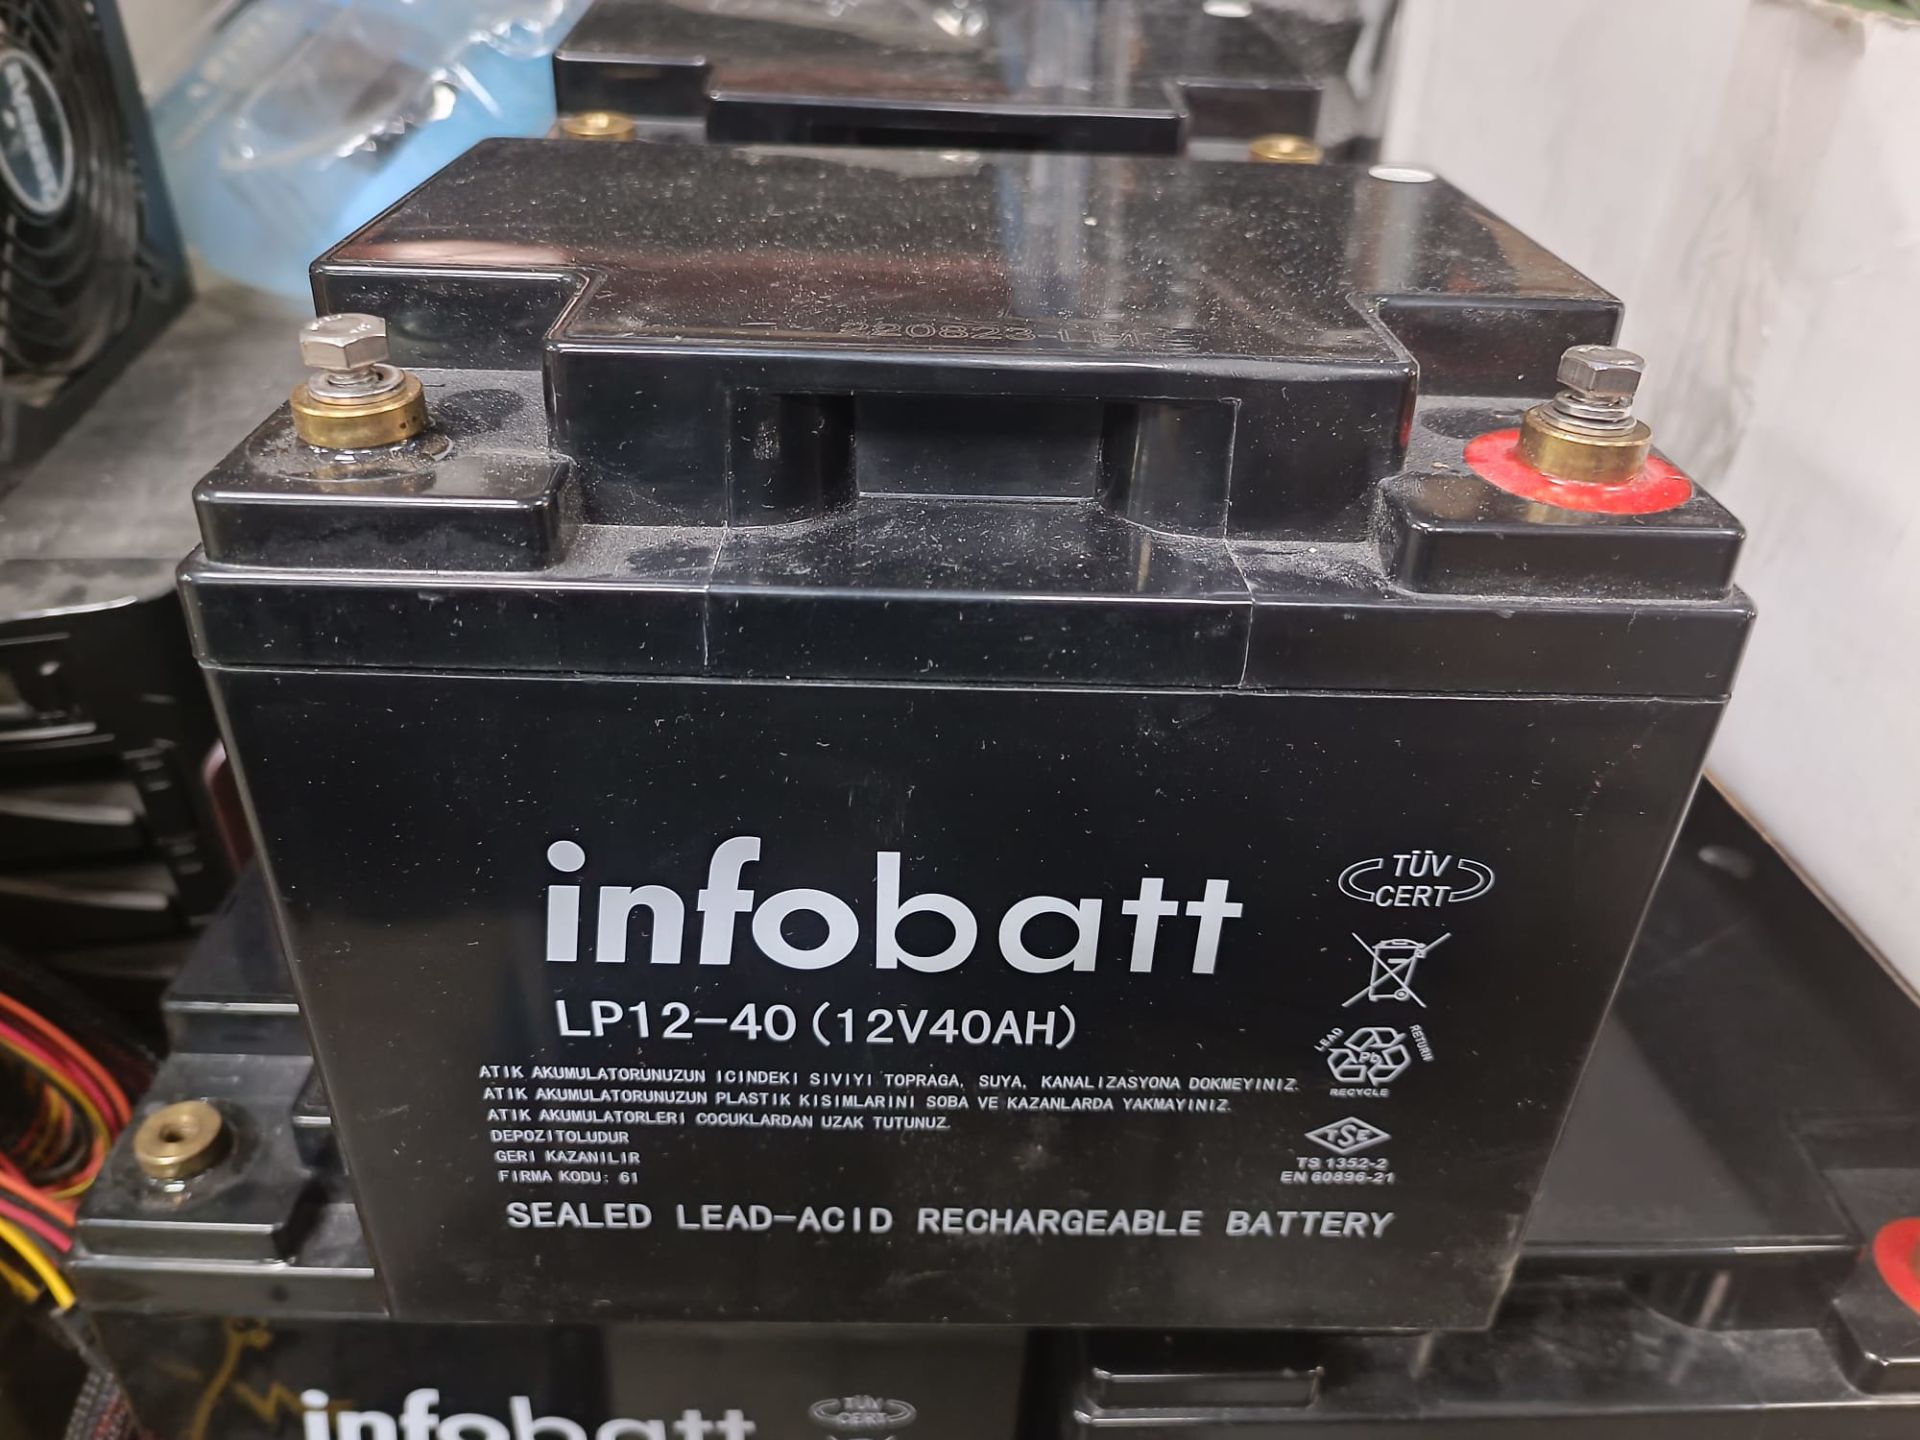 infobatt
LP12-40(12V40AH)
ATIK AKUMULATORUNUZUN ICINDEKI SIVIYI TOPRAGA, SUYA, KANALIZASYONA DOKMEYINIZ.
ATIK AKUMULATORUNUZUN PLASTIK KISIMLARINI SOBA VE KAZANLARDA YAKMAYINIZ.
ATIK AKUMULATORLERI COCUKLARDAN UZAK TUTUNUZ.
DEPOZITOLUDUR
GERI KAZANILIR
FIRMA KODU: 61
SEALED LEAD-ACID RECHARGEABLE BATTERY
TÜV
CERT
LEAD
RETURN
Pb
RECYCLE
TSE
TS 1352-2
EN 60896-21
infobatt
TÜV
CERT